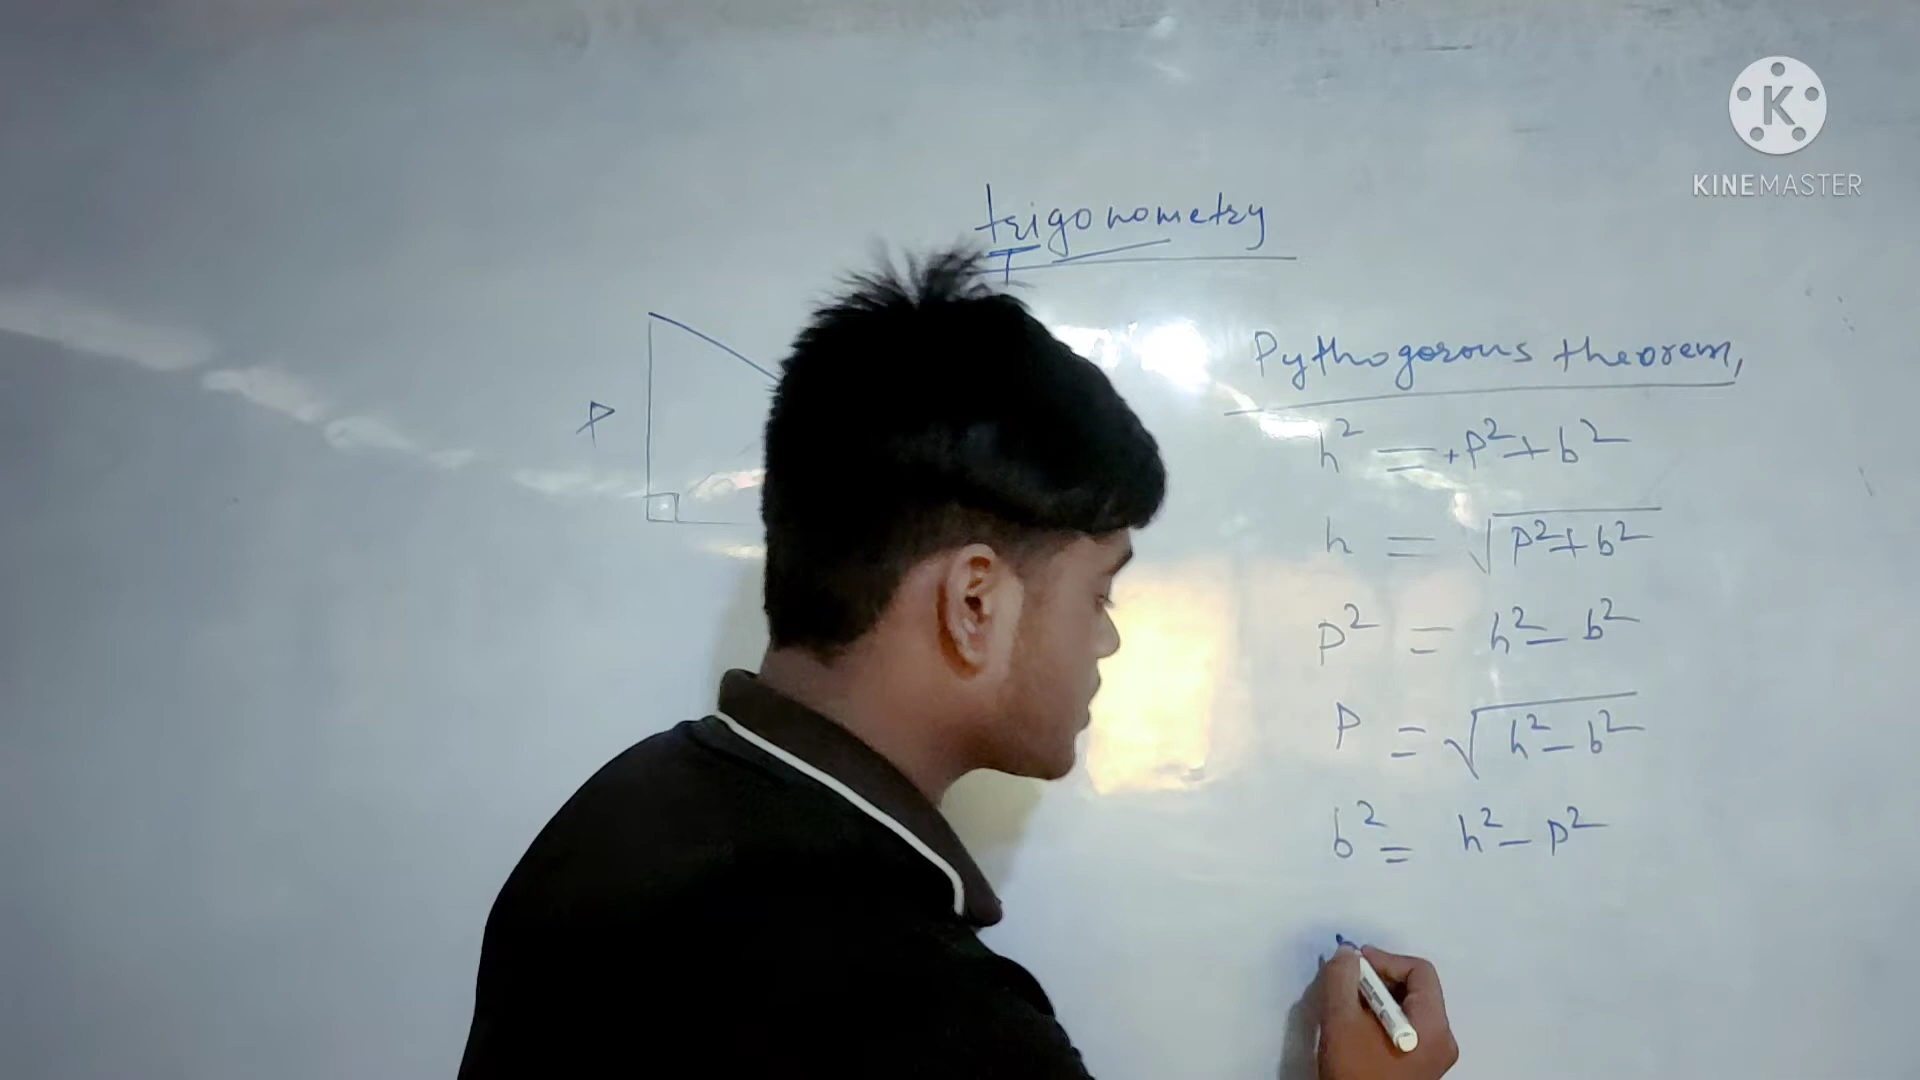 K
KINEMASTER
trigonometry
P
Pythogorous theorem,
h² = +P²+b²
h = √P²+b²
p² = h²-b²
P = √h²-b²
b² = h²-p²